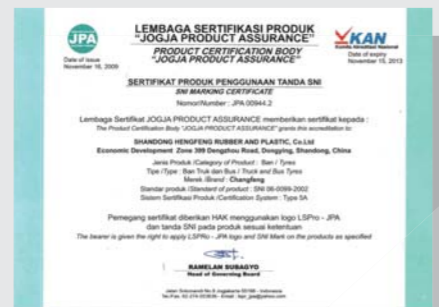 JPA
LEMBAGA SERTIFIKASI PRODUK
"JOGJA PRODUCT ASSURANCE"
PRODUCT CERTIFICATION BODY
"JOGJA PRODUCT ASSURANCE"
KAN
Komite Akreditasi Nasional
Date of issue
November 16, 2009
Date of expiry
November 15, 2013
SERTIFIKAT PRODUK PENGGUNAAN TANDA SNI
SNI MARKING CERTIFICATE
Nomor/Number : JPA 00944.2
Lembaga Sertifikat JOGJA PRODUCT ASSURANCE memberikan sertifikat kepada :
The Product Certification Body "JOGJA PRODUCT ASSURANCE" grants this accreditation to:
SHANDONG HENGFENG RUBBER AND PLASTIC, Co.Ltd
Economic Development Zone 399 Dengzhou Road, Dongying, Shandong, China
Jenis Produk /Category of Product : Ban / Tyres
Tipe /Type : Ban Truk dan Bus / Truck and Bus Tyres
Merek /Brand : Changfeng
Standar produk /Standard of product : SNI 06-0099-2002
Sistem Sertifikasi Produk /Certification System : Type 5A
Pemegang sertifikat diberikan HAK menggunakan logo LSPro - JPA
dan tanda SNI pada produk sesuai ketentuan
The bearer is given the right to apply LSPRo - JPA logo and SNI Mark on the products as specified
RAMELAN SUBAGYO
Head of Governing Board